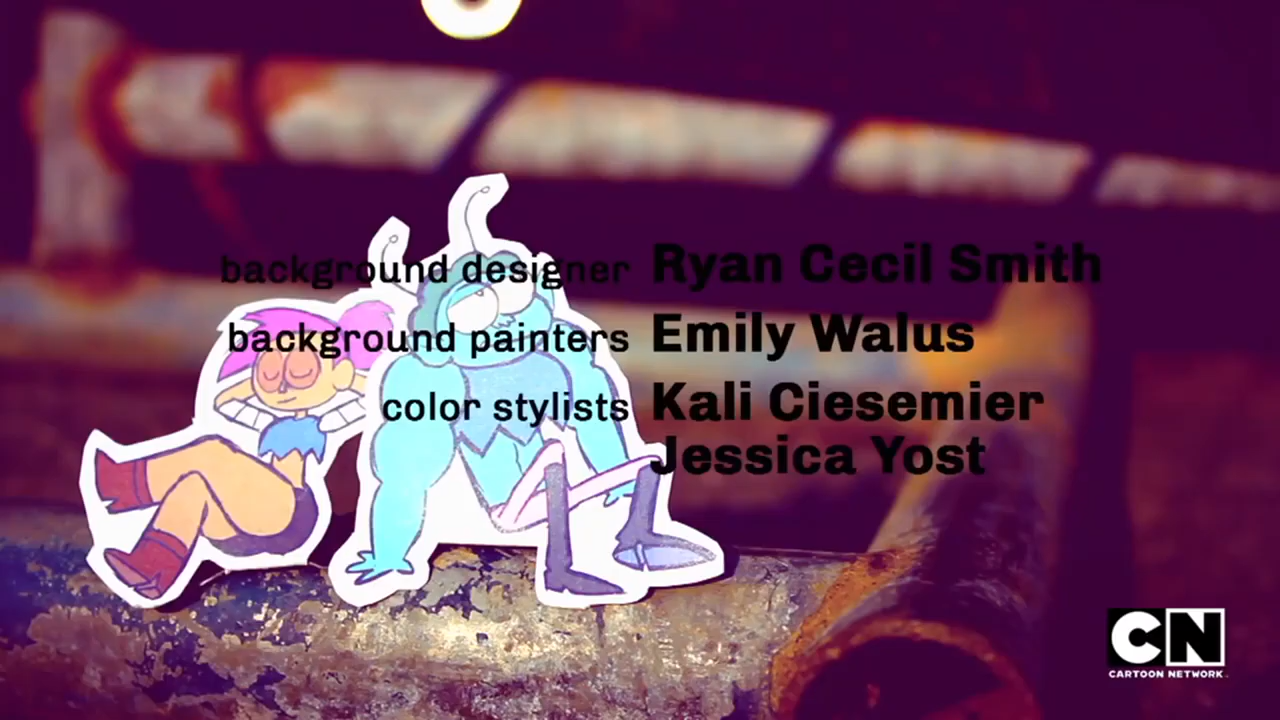 background designer Ryan Cecil Smith
background painters Emily Walus
color stylists Kali Ciesemier
Jessica Yost
CN
CARTOON NETWORK